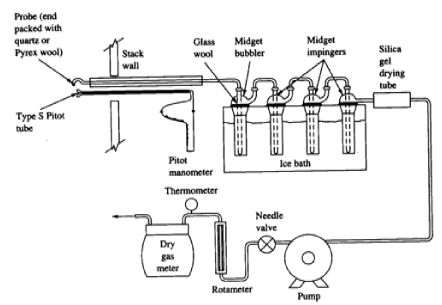 Probe (end
packed with
quartz or
Pyrex wool)
Stack
wall
Glass
wool
Midget
bubbler
Midget
impingers
Silica
gel
drying
tube
Type S Pitot
tube
Pitot
manometer
Ice bath
Thermometer
Needle
valve
Dry
gas
meter
Rotameter
Pump